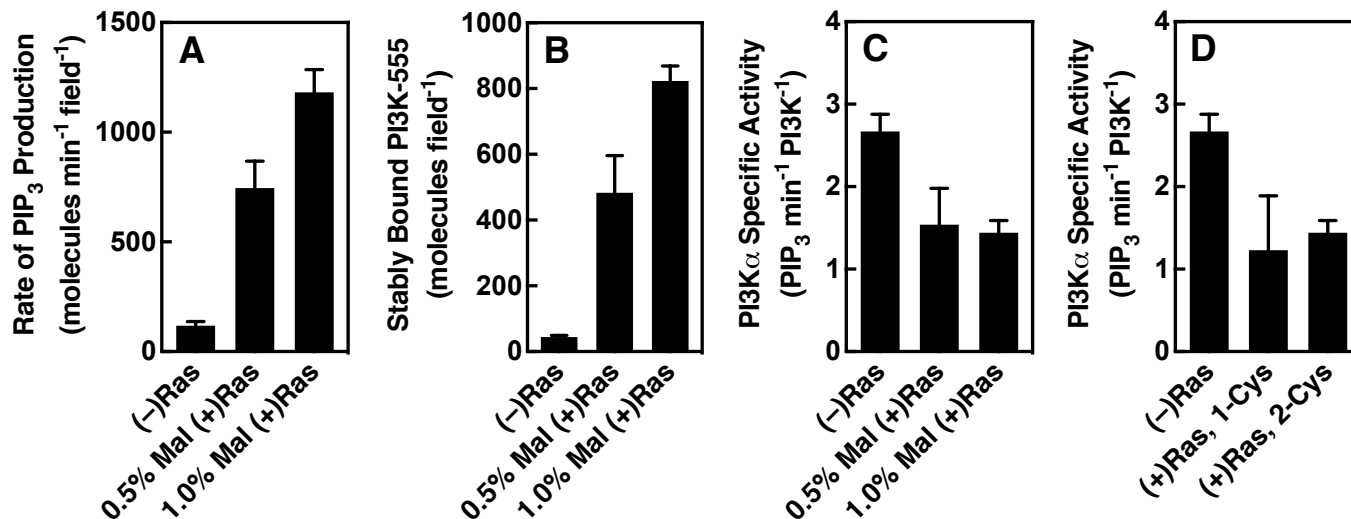 A
Rate of PIP₃ Production
(molecules min⁻¹ field⁻¹)
1500
1000
500
0
(−)Ras
0.5% Mal (+)Ras
1.0% Mal (+)Ras
B
Stably Bound PI3K-555
(molecules field⁻¹)
1000
800
600
400
200
0
(−)Ras
0.5% Mal (+)Ras
1.0% Mal (+)Ras
C
PI3Kα Specific Activity
(PIP₃ min⁻¹ PI3K⁻¹)
4
3
2
1
0
(−)Ras
0.5% Mal (+)Ras
1.0% Mal (+)Ras
D
PI3Kα Specific Activity
(PIP₃ min⁻¹ PI3K⁻¹)
4
3
2
1
0
(−)Ras
(+)Ras, 1-Cys
(+)Ras, 2-Cys